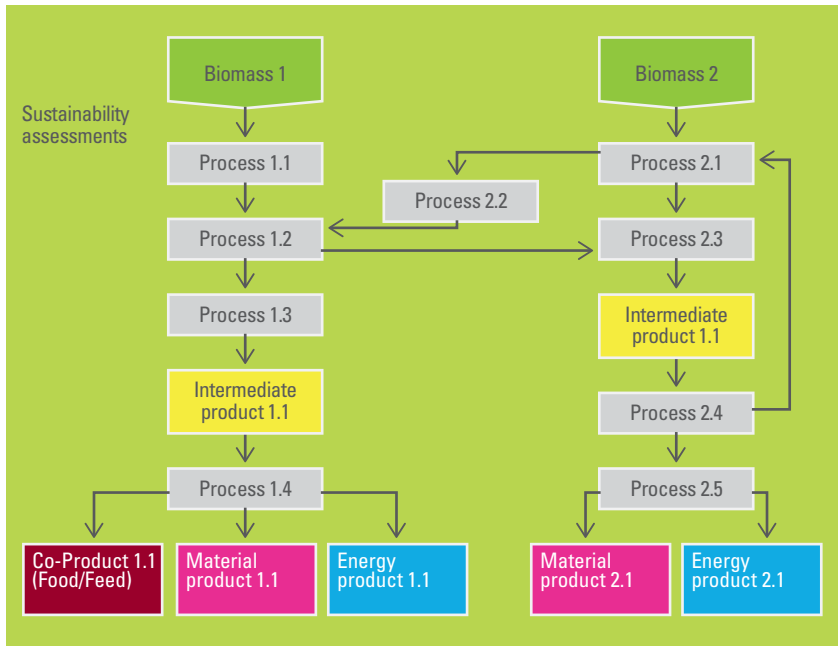 Biomass 1
Biomass 2
Sustainability
assessments
Process 1.1
Process 2.1
Process 2.2
Process 1.2
Process 2.3
Process 1.3
Intermediate
product 1.1
Intermediate
product 1.1
Process 2.4
Process 1.4
Process 2.5
Co-Product 1.1
(Food/Feed)
Material
product 1.1
Energy
product 1.1
Material
product 2.1
Energy
product 2.1